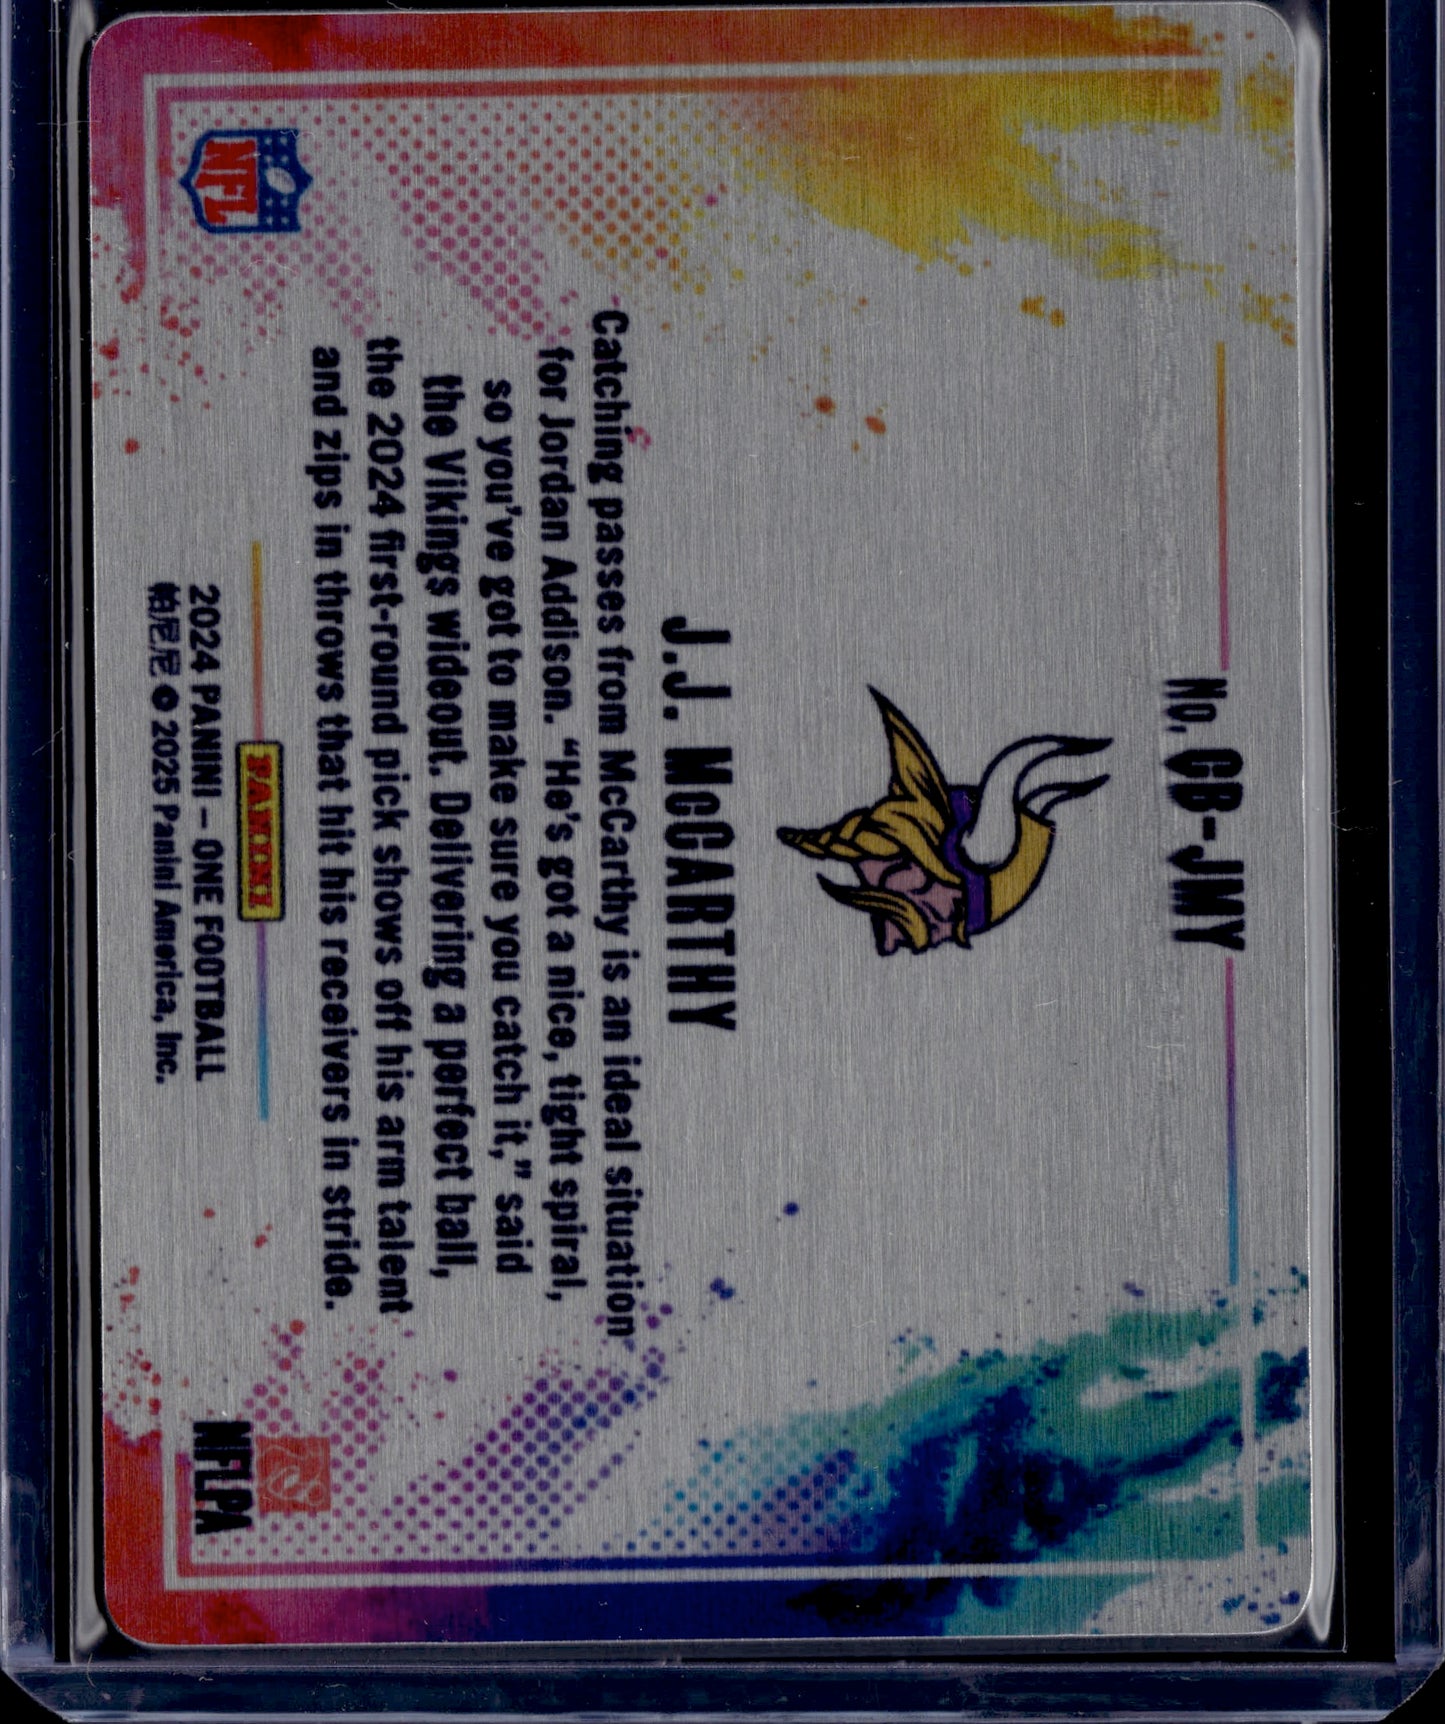 No. CB-JMY
J.J. McCARTHY
Catching passes from McCarthy is an ideal situation
for Jordan Addison. “He’s got a nice, tight spiral,
so you’ve got to make sure you catch it,” said
the Vikings wideout. Delivering a perfect ball,
the 2024 first-round pick shows off his arm talent
and zips in throws that hit his receivers in stride.
NFL
PANINI
2024 PANINI – ONE FOOTBALL
帕尼尼 © 2025 Panini America, Inc.
NFLPA